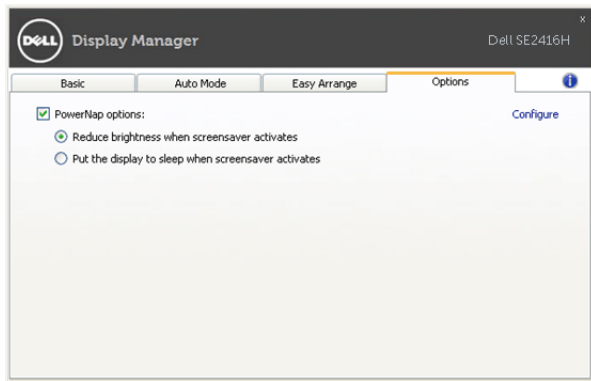 x
DELL Display Manager Dell SE2416H
Basic Auto Mode Easy Arrange Options i
PowerNap options: Configure
Reduce brightness when screensaver activates
Put the display to sleep when screensaver activates